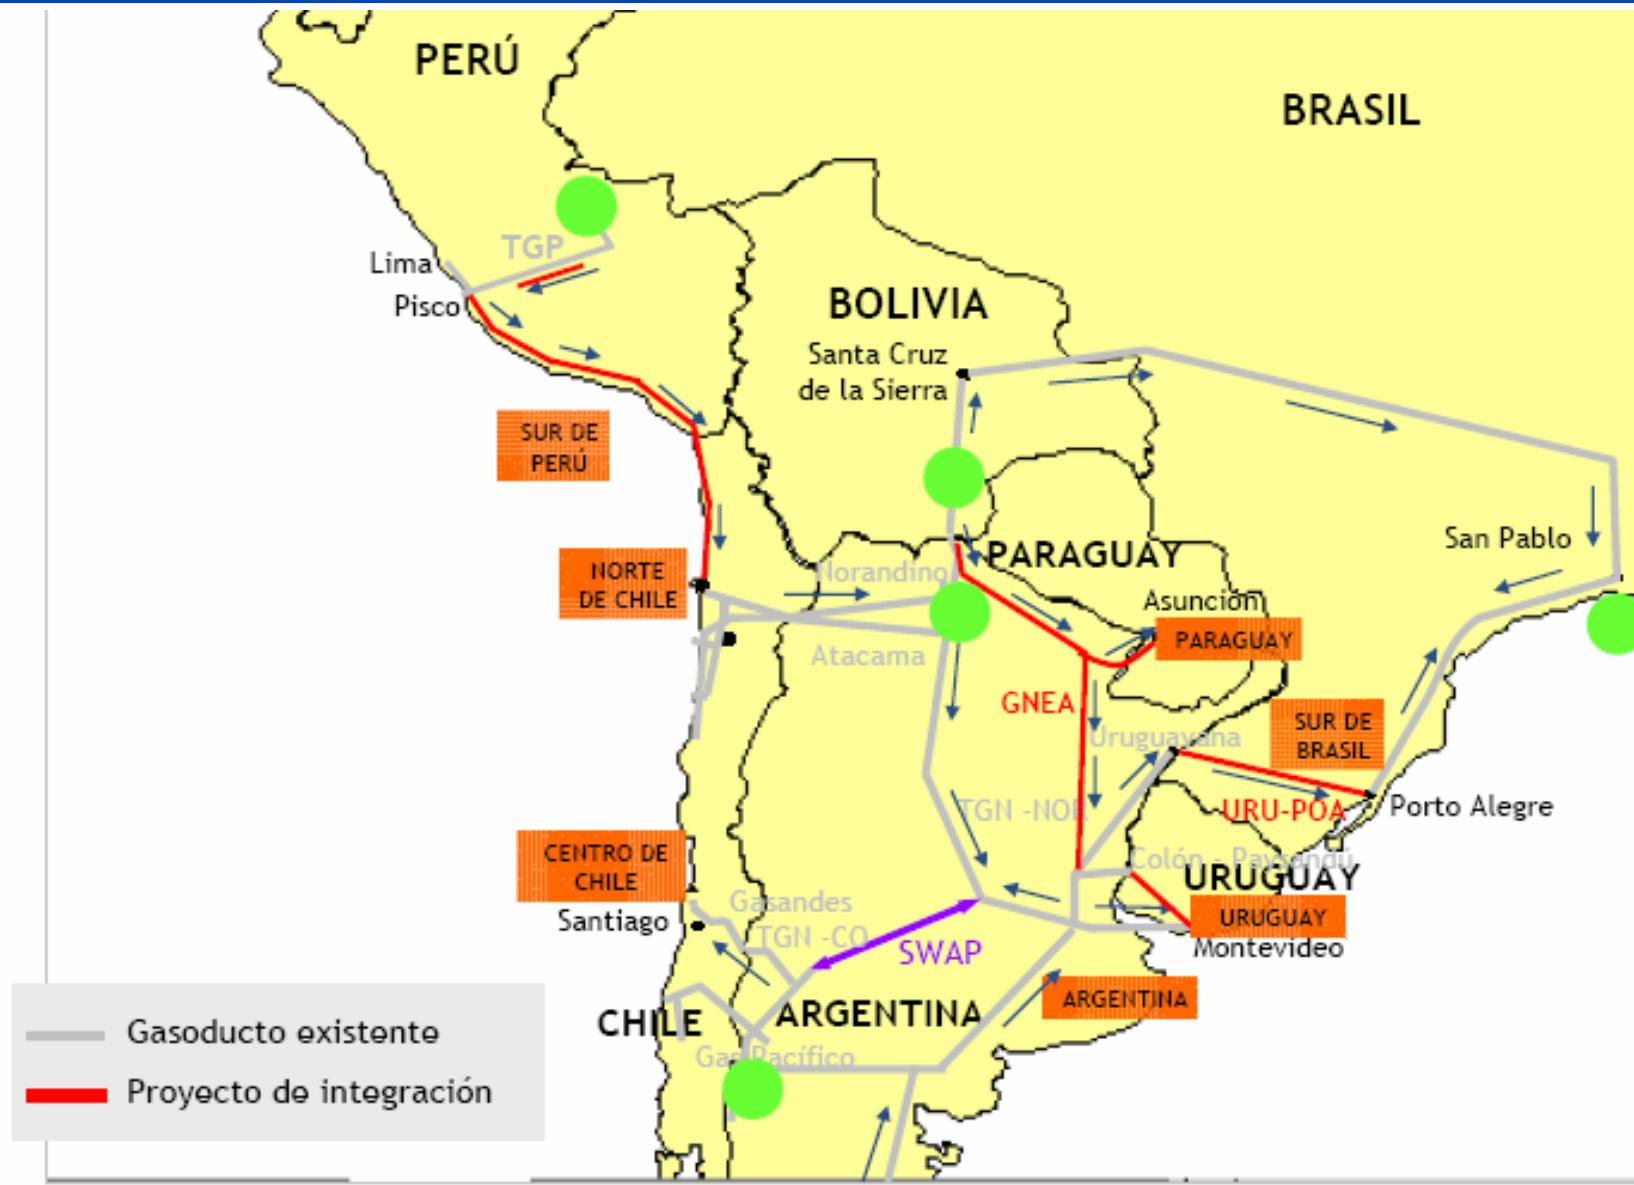 PERÚ
BRASIL
TGP
Lima
Pisco
BOLIVIA
Santa Cruz
de la Sierra
SUR DE
PERÚ
San Pablo
PARAGUAY
NORTE
DE CHILE
Norandino
Asunción
PARAGUAY
Atacama
GNEA
SUR DE
BRASIL
Uruguayana
TGN -NOR
URU-POA
Porto Alegre
CENTRO DE
CHILE
Colón - Paysandú
URUGUAY
Gasandes
Santiago
TGN -CO
SWAP
URUGUAY
Montevideo
ARGENTINA
CHILE
ARGENTINA
Gas Pacífico
Gasoducto existente
Proyecto de integración